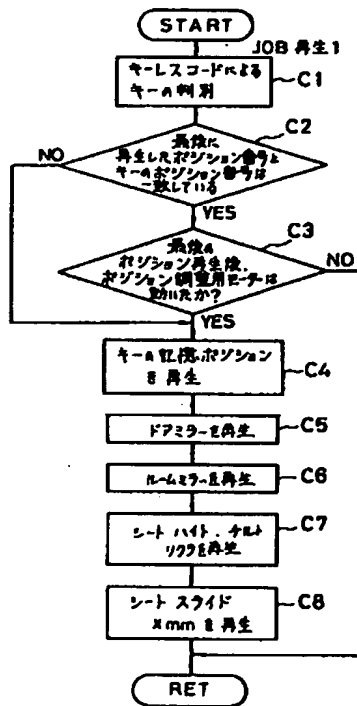 START
JOB 再生1
キーレスコードによる
キーの判別
C1
C2
最後に
再生したポジション番号と
キーのポジション番号は
一致している
NO
YES
C3
最後の
ポジション再生後、
ポジション調整用モーターは
動いたか?
NO
YES
キーの記憶ポジション
を再生
C4
ドアミラーを再生
C5
ルームミラーを再生
C6
シート ハイト、チルト
リクラを再生
C7
シート スライド
Xmmを再生
C8
RET